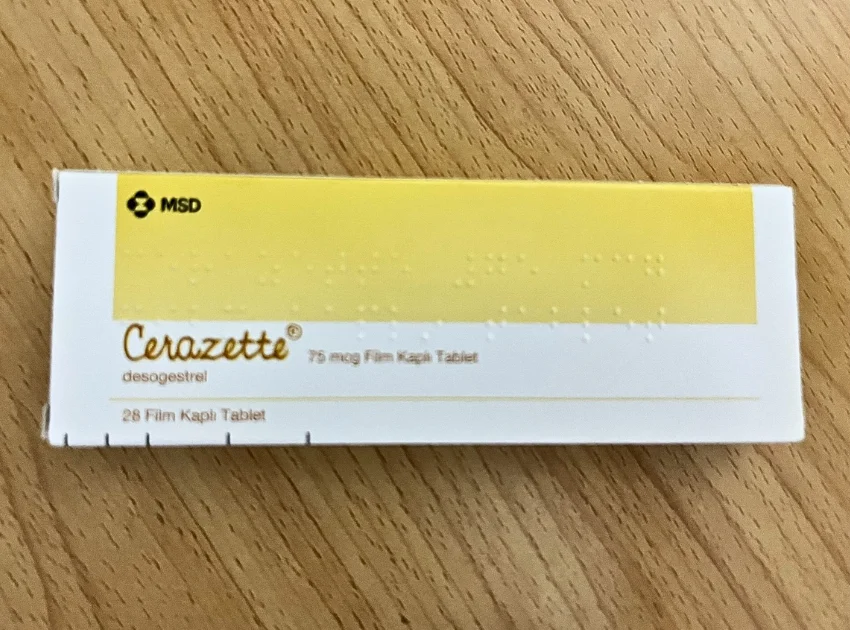 MSD
Cerazette® 75 mcg Film Kaplı Tablet
desogestrel
28 Film Kaplı Tablet